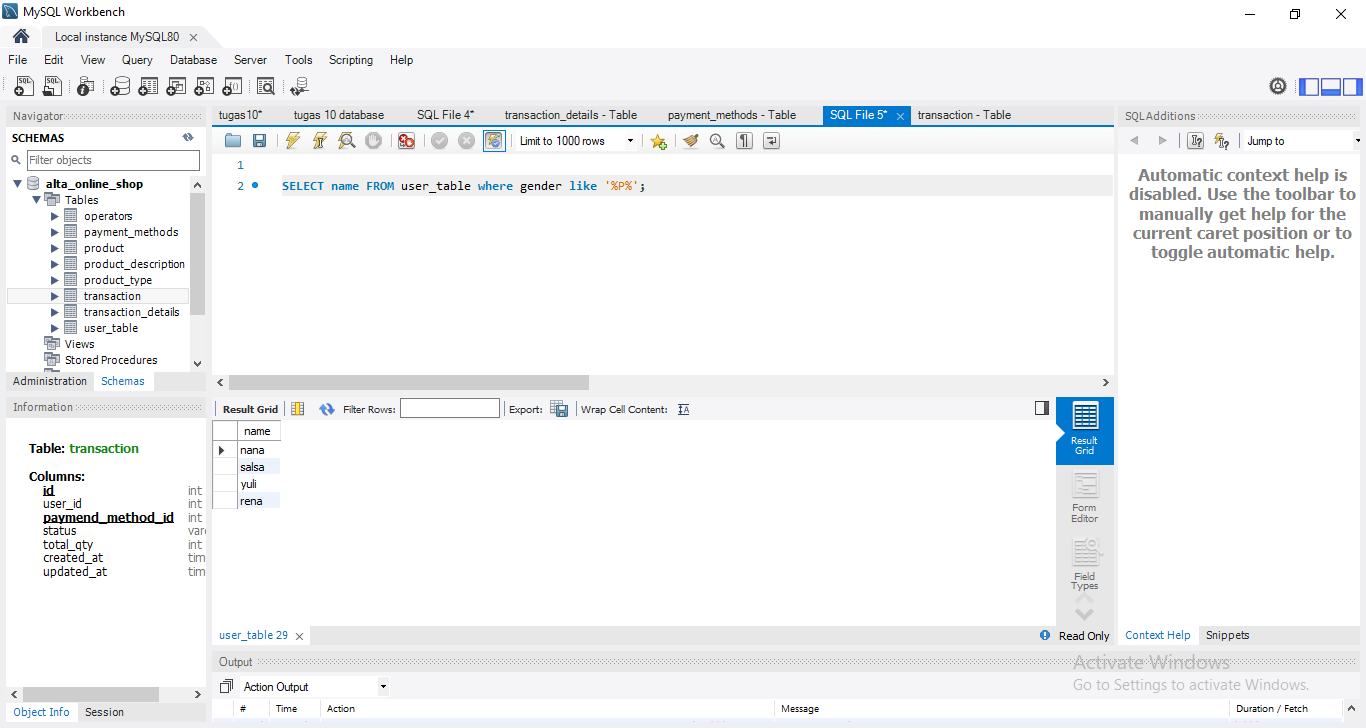 MySQL Workbench
Local instance MySQL80
File Edit View Query Database Server Tools Scripting Help
Navigator
SCHEMAS
Filter objects
alta_online_shop
Tables
operators
payment_methods
product
product_description
product_type
transaction
transaction_details
user_table
Views
Stored Procedures
Administration Schemas
Information
Table: transaction
Columns:
id int
user_id int
paymend_method_id int
status varc
total_qty int
created_at tim
updated_at tim
Object Info Session
tugas10* tugas 10 database SQL File 4* transaction_details - Table payment_methods - Table SQL File 5* transaction - Table
Limit to 1000 rows
1
2 SELECT name FROM user_table where gender like '%P%';
Result Grid Filter Rows: Export: Wrap Cell Content:
name
nana
salsa
yuli
rena
Result
Grid
Form
Editor
Field
Types
user_table 29 Read Only
Output
Action Output
# Time Action Message Duration / Fetch
SQLAdditions
Jump to
Automatic context help is
disabled. Use the toolbar to
manually get help for the
current caret position or to
toggle automatic help.
Context Help Snippets
Activate Windows
Go to Settings to activate Windows.